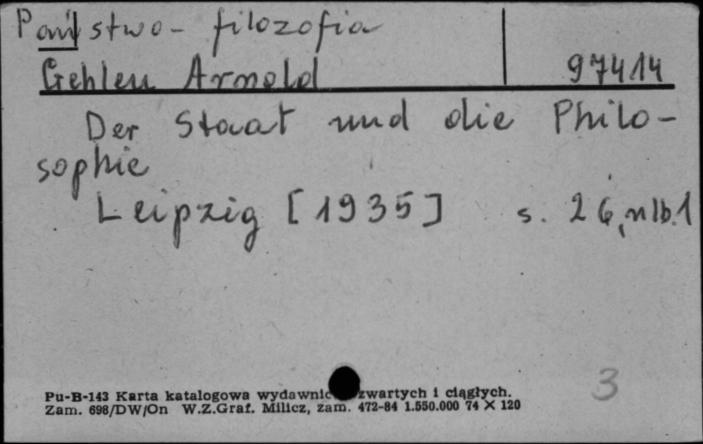 Państwo - filozofia
Gehlen Arnold 97414
Der Staat und die Philo-
sophie
Leipzig [1935] s. 26, nlb. 1
3
Pu-B-143 Karta katalogowa wydawnic zwartych i ciągłych.
Zam. 698/DW/On W.Z.Graf. Milicz, zam. 472-84 1.550.000 74 X 120